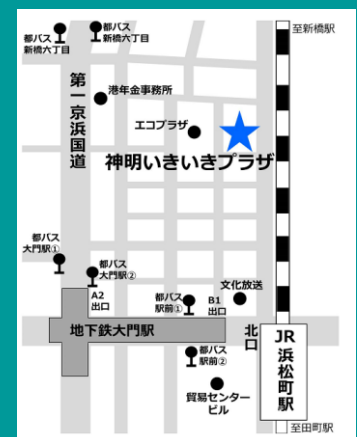 至新橋駅
都バス
新橋六丁目
都バス
新橋六丁目
第一京浜国道
港年金事務所
エコプラザ
神明いきいきプラザ
都バス
大門駅①
都バス
大門駅②
A2
出口
都バス
駅前①
B1
出口
文化放送
北口
地下鉄大門駅
JR
浜松町駅
都バス
駅前②
貿易センター
ビル
至田町駅